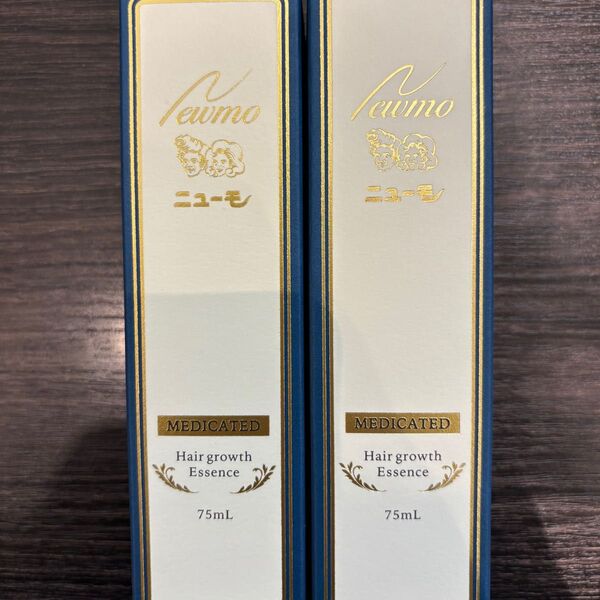 Newmo
ニューモ
MEDICATED
Hair growth
Essence
75mL
Newmo
ニューモ
MEDICATED
Hair growth
Essence
75mL